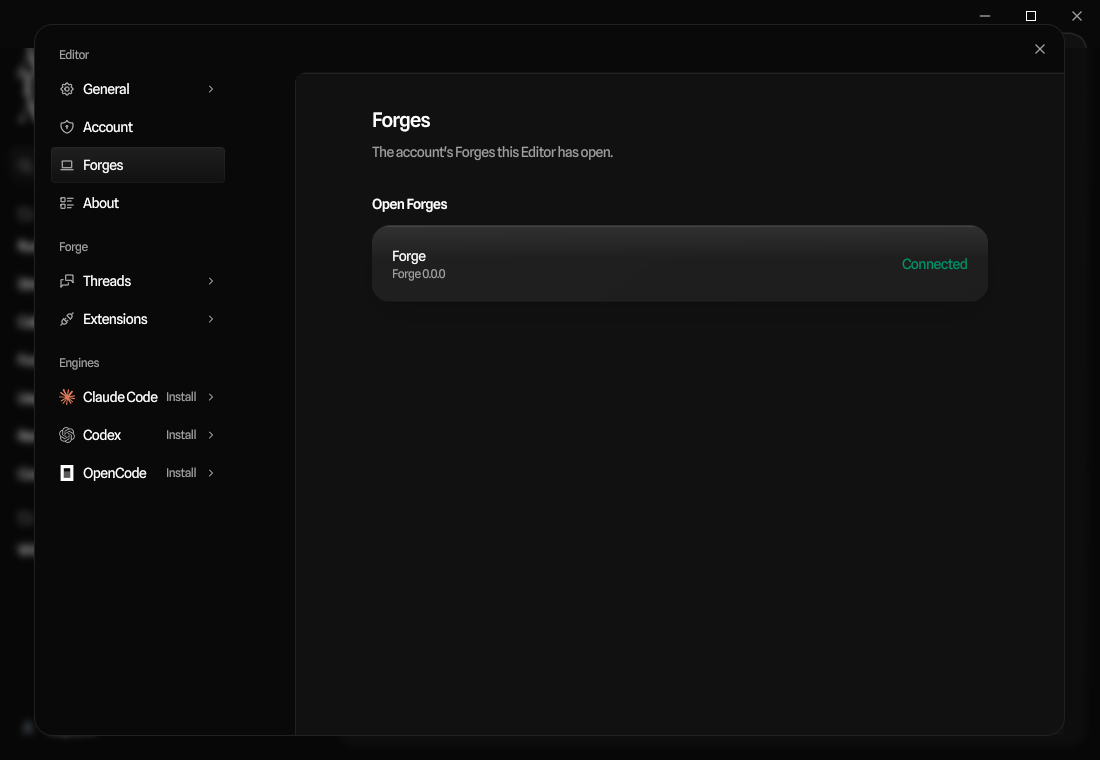 Editor
General
Account
Forges
About
Forge
Threads
Extensions
Engines
Claude Code Install
Codex Install
OpenCode Install
Forges
The account's Forges this Editor has open.
Open Forges
Forge
Forge 0.0.0
Connected